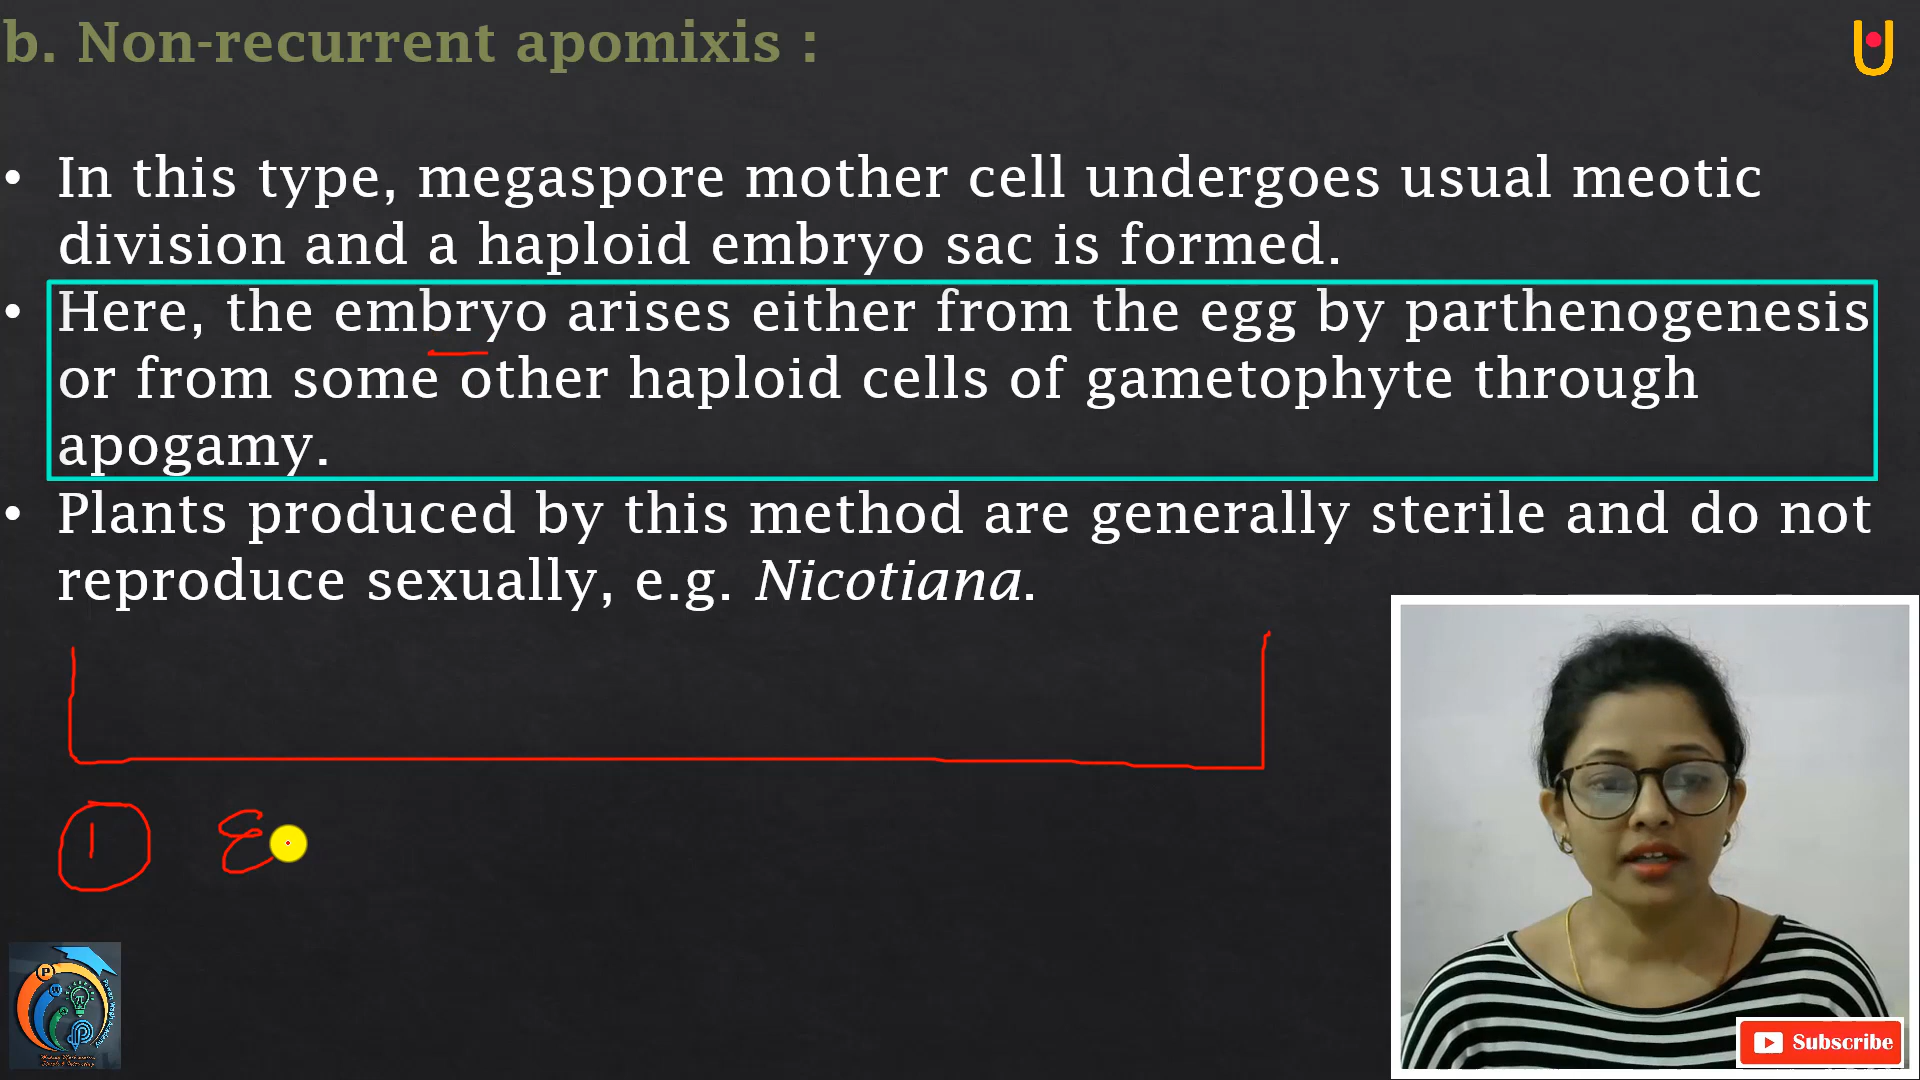 b. Non-recurrent apomixis :
• In this type, megaspore mother cell undergoes usual meotic
division and a haploid embryo sac is formed.
• Here, the embryo arises either from the egg by parthenogenesis
or from some other haploid cells of gametophyte through
apogamy.
• Plants produced by this method are generally sterile and do not
reproduce sexually, e.g. Nicotiana.
1 E
Subscribe